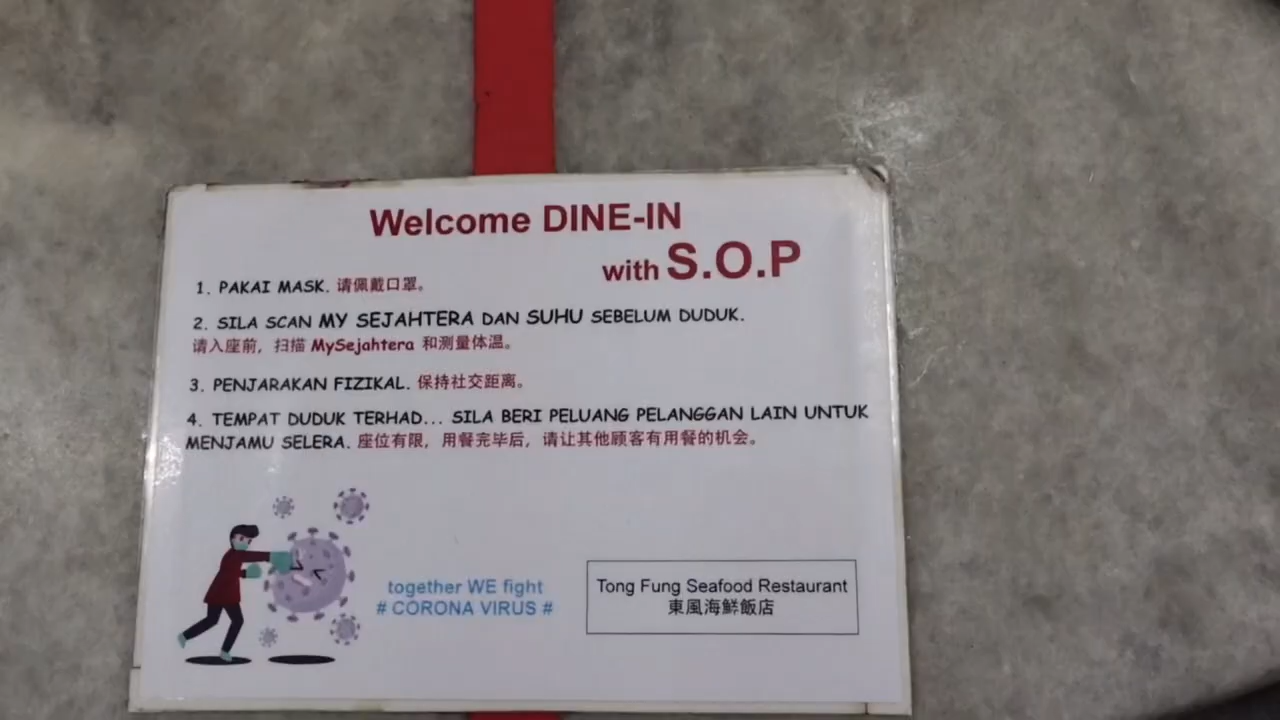 Welcome DINE-IN
with S.O.P
1. PAKAI MASK. 请佩戴口罩。
2. SILA SCAN MY SEJAHTERA DAN SUHU SEBELUM DUDUK.
请入座前，扫描 MySejahtera 和测量体温。
3. PENJARAKAN FIZIKAL. 保持社交距离。
4. TEMPAT DUDUK TERHAD... SILA BERI PELUANG PELANGGAN LAIN UNTUK
MENJAMU SELERA. 座位有限，用餐完毕后，请让其他顾客有用餐的机会。
together WE fight
# CORONA VIRUS #
Tong Fung Seafood Restaurant
東風海鮮飯店